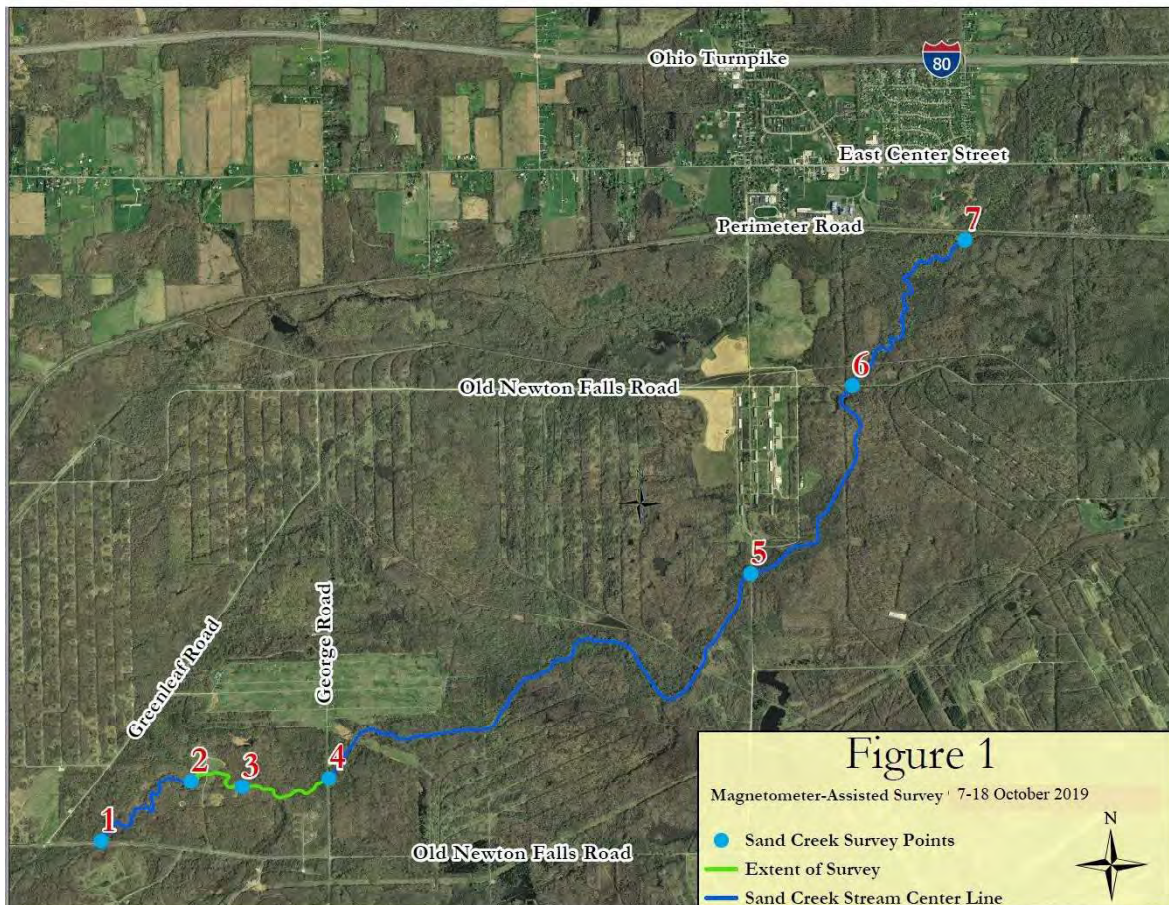 Ohio Turnpike
80
East Center Street
7
Perimeter Road
6
Old Newton Falls Road
5
Greenleaf Road
George Road
4
2
3
1
Old Newton Falls Road
Figure 1
Magnetometer-Assisted Survey 7-18 October 2019
N
Sand Creek Survey Points
Extent of Survey
Sand Creek Stream Center Line